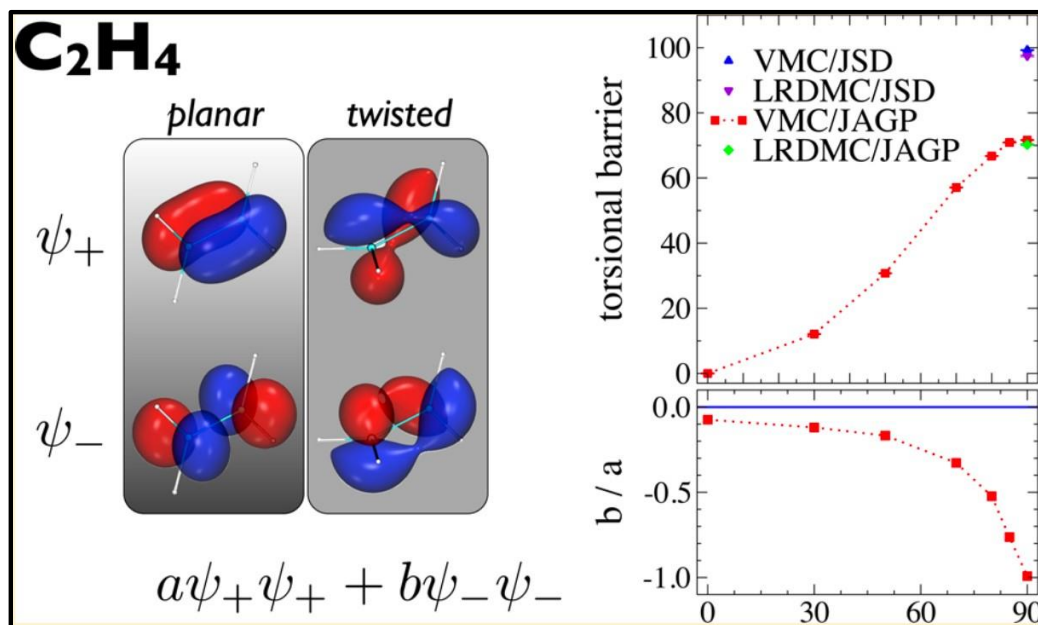 C₂H₄
planar twisted
ψ₊
ψ₋
aψ₊ψ₊ + bψ₋ψ₋
torsional barrier
100
80
60
40
20
0
VMC/JSD
LRDMC/JSD
VMC/JAGP
LRDMC/JAGP
b / a
0.0
-0.5
-1.0
0 30 60 90